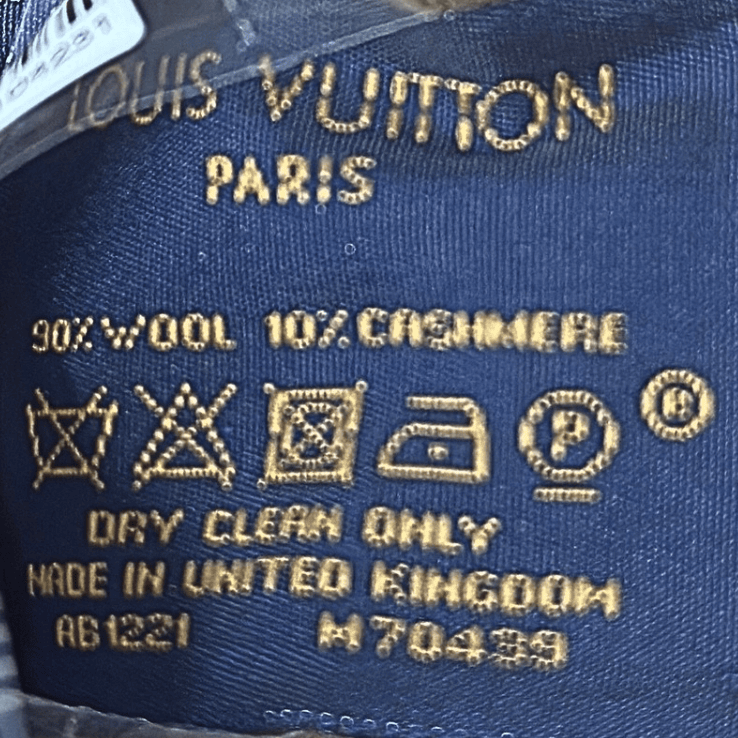 LOUIS VUITTON
PARIS
90% WOOL 10% CASHMERE
P
R
DRY CLEAN ONLY
MADE IN UNITED KINGDOM
AB1221 M70439